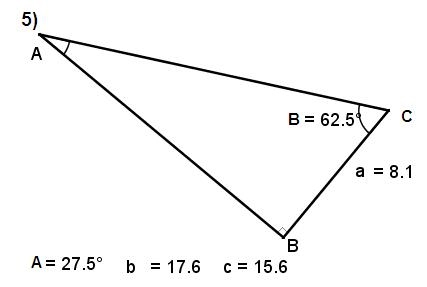 5)
A
C
B = 62.5°
a = 8.1
B
A = 27.5° b = 17.6 c = 15.6